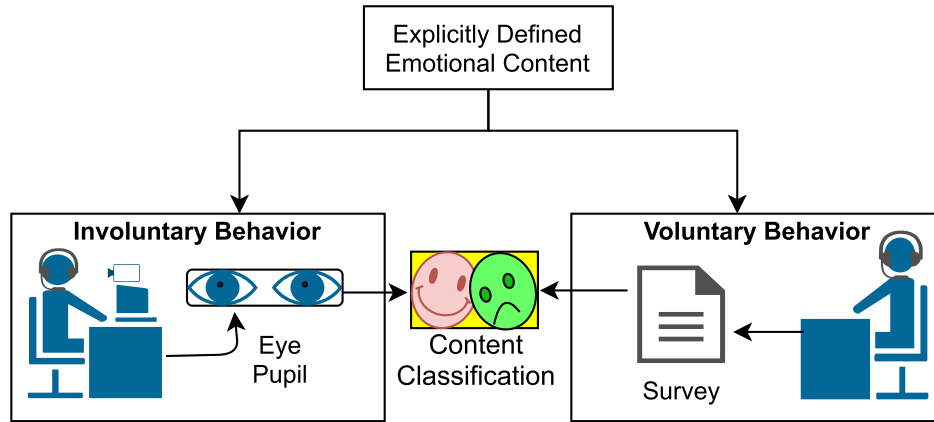 Explicitly Defined
Emotional Content
Involuntary Behavior
Voluntary Behavior
Eye
Pupil
Content
Classification
Survey